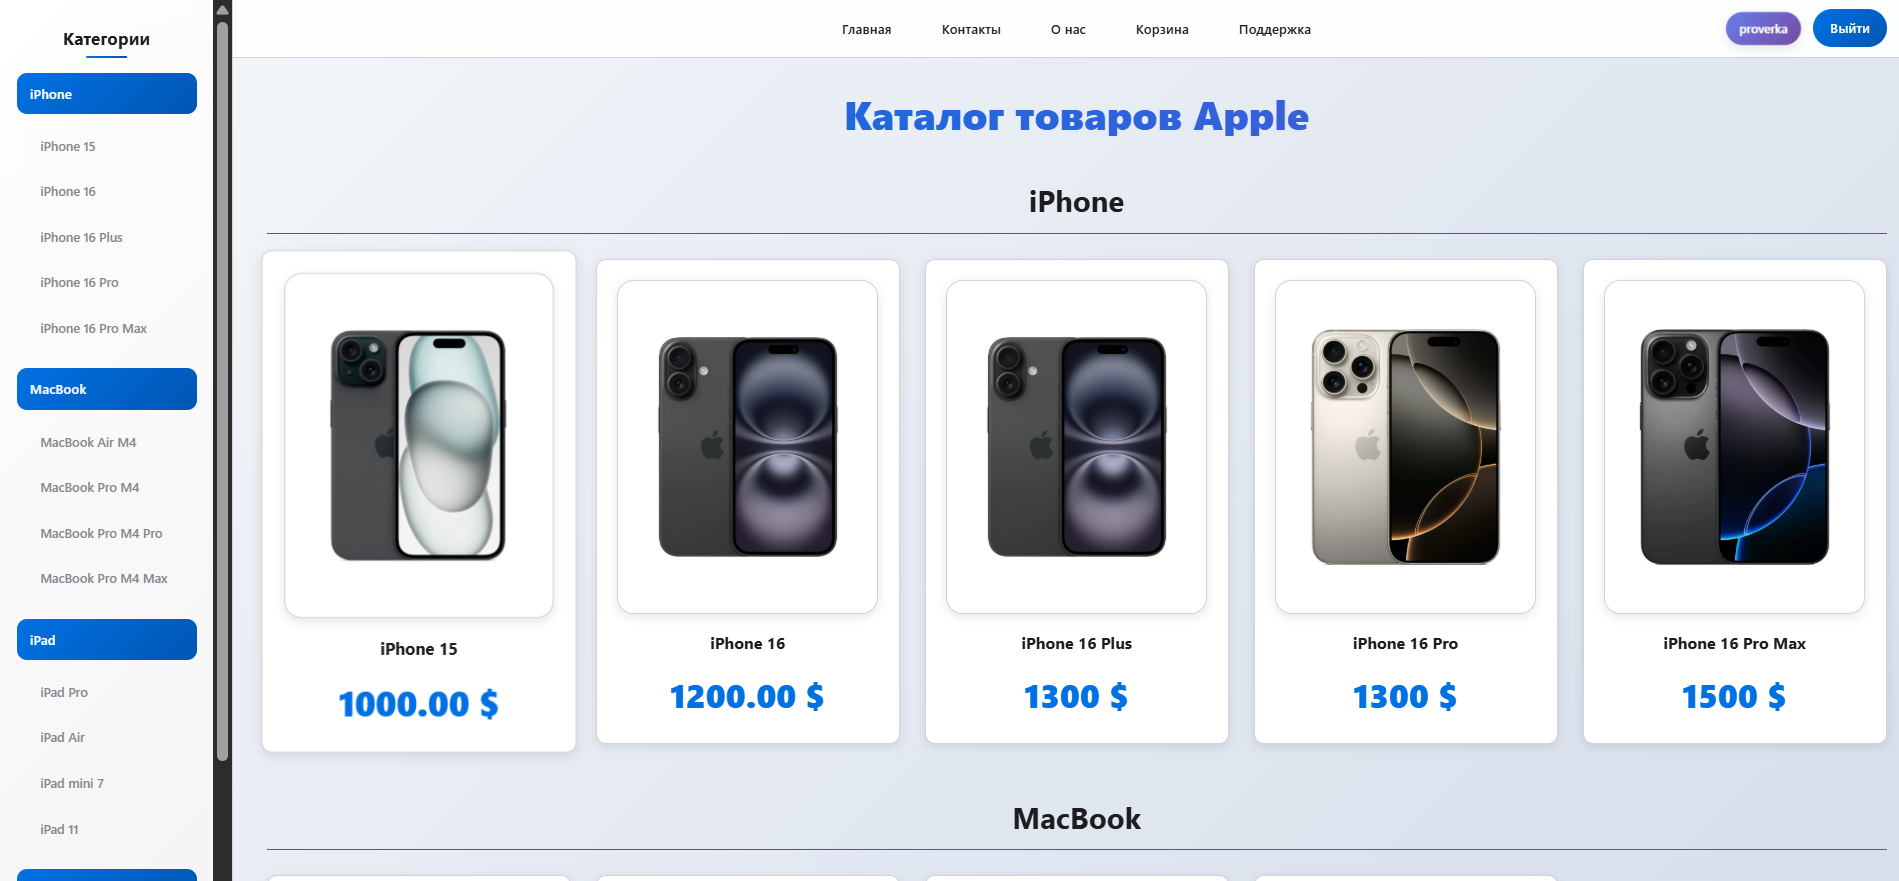 Категории
iPhone
iPhone 15
iPhone 16
iPhone 16 Plus
iPhone 16 Pro
iPhone 16 Pro Max
MacBook
MacBook Air M4
MacBook Pro M4
MacBook Pro M4 Pro
MacBook Pro M4 Max
iPad
iPad Pro
iPad Air
iPad mini 7
iPad 11
Главная Контакты О нас Корзина Поддержка proverka Выйти
Каталог товаров Apple
iPhone
iPhone 15
1000.00 $
iPhone 16
1200.00 $
iPhone 16 Plus
1300 $
iPhone 16 Pro
1300 $
iPhone 16 Pro Max
1500 $
MacBook